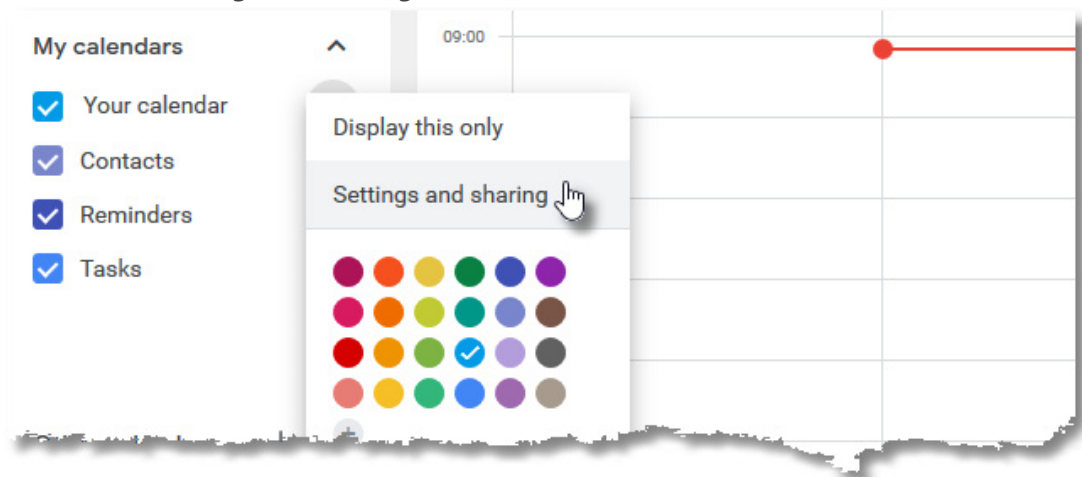 My calendars
09:00
Your calendar
Display this only
Contacts
Settings and sharing
Reminders
Tasks